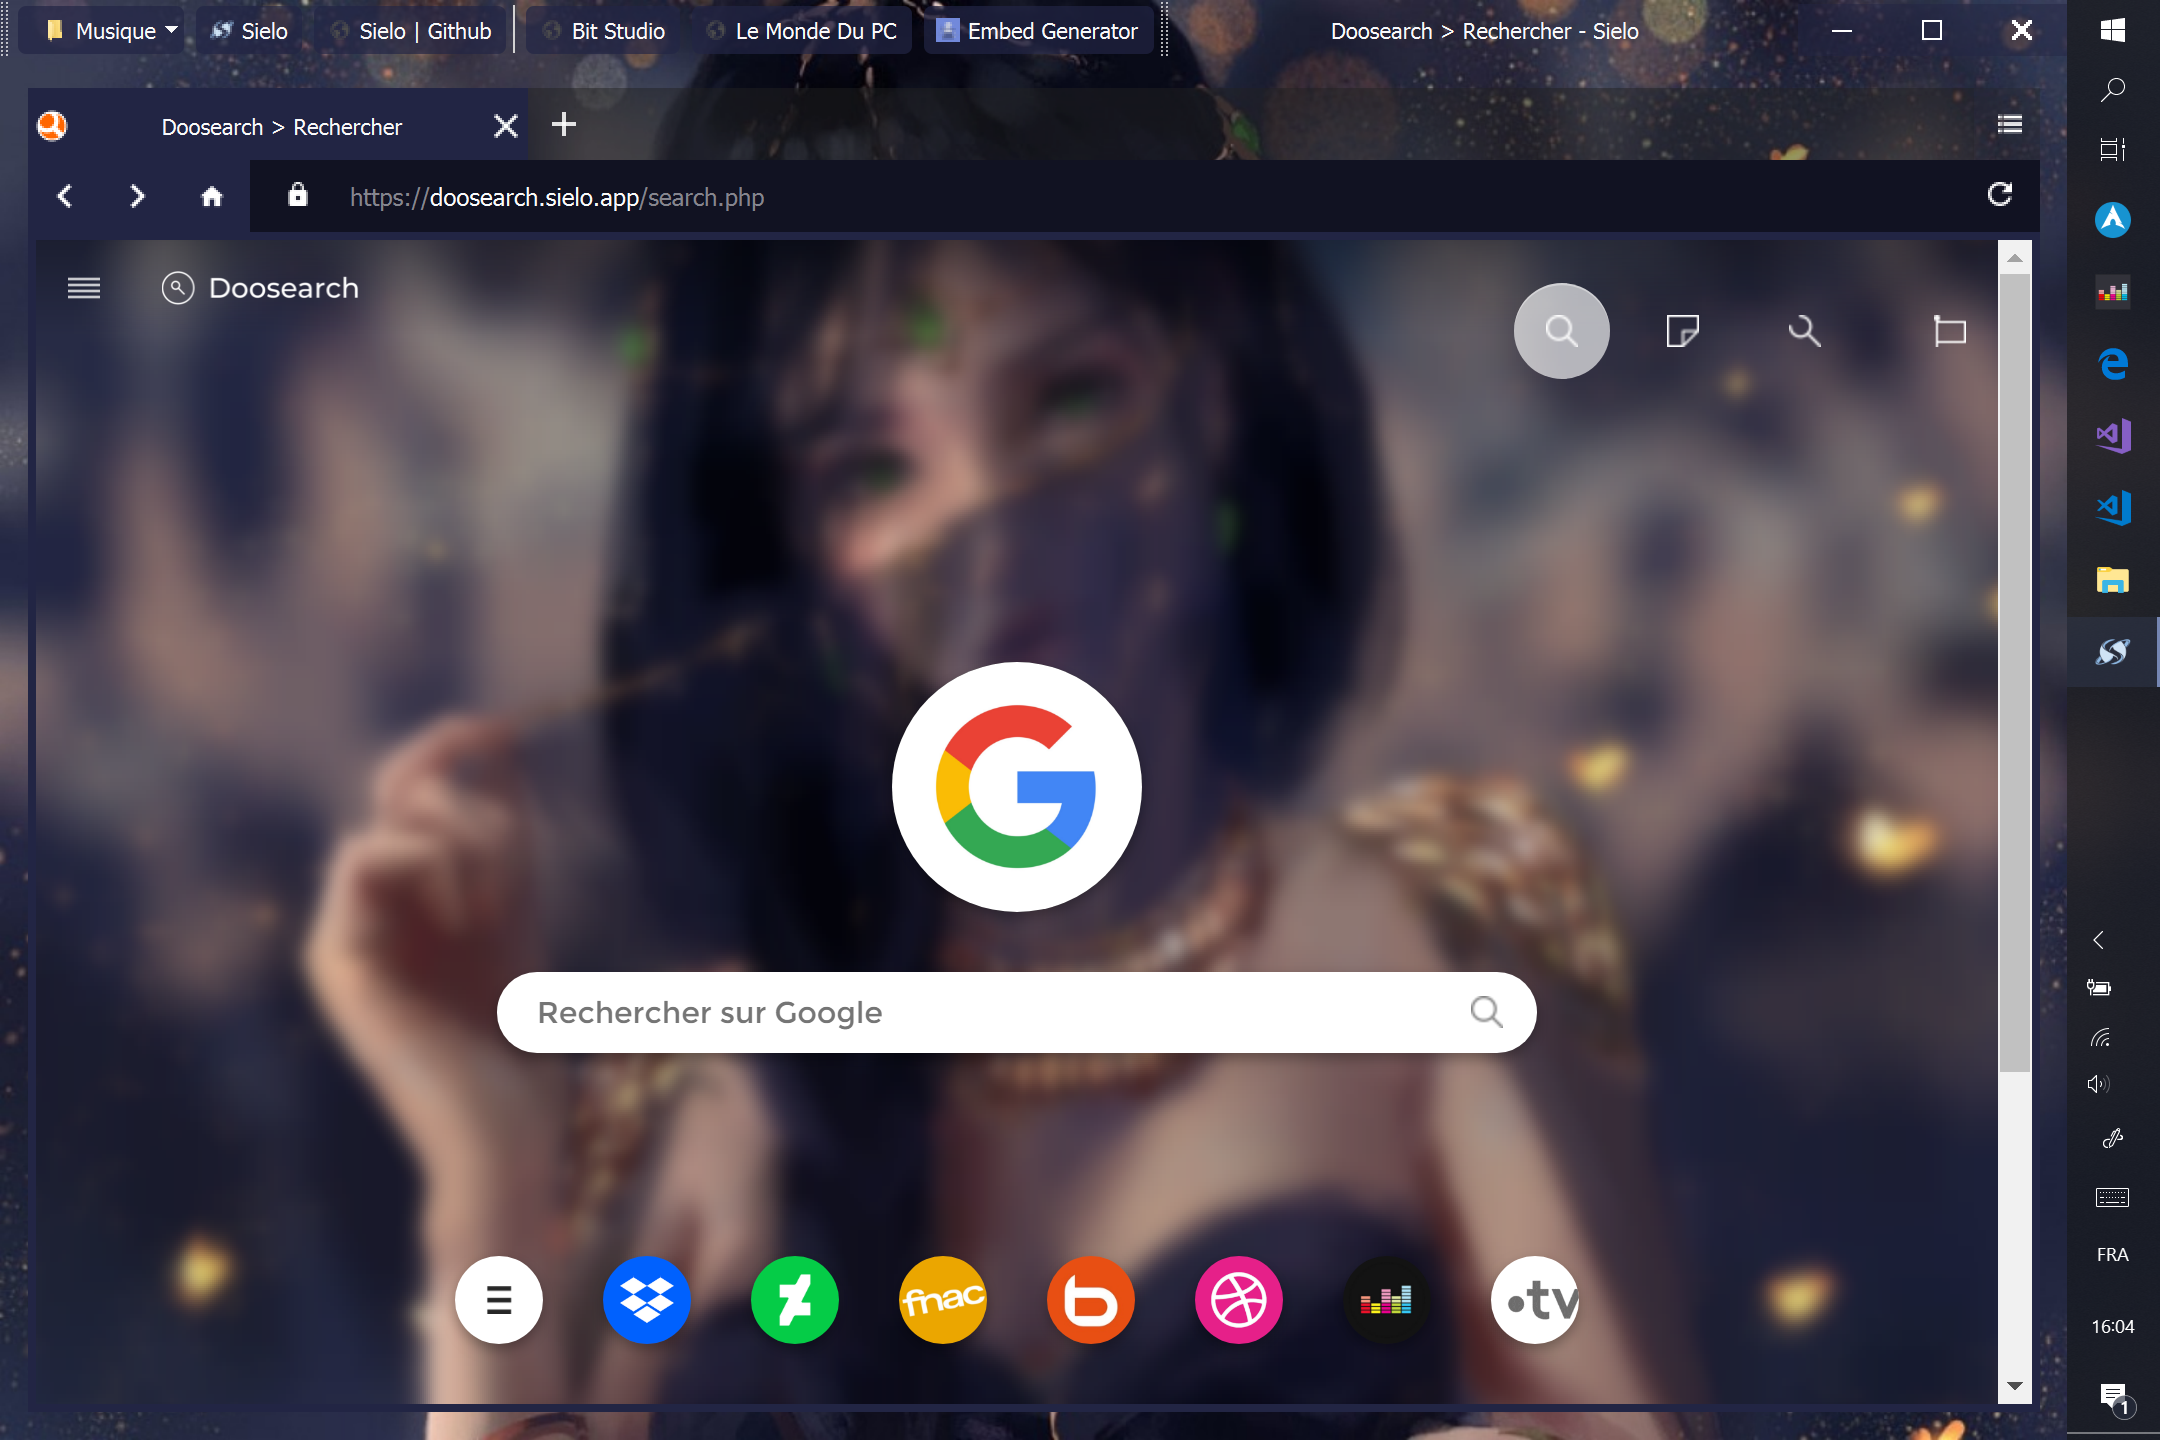 Musique
Sielo
Sielo | Github
Bit Studio
Le Monde Du PC
Embed Generator
Doosearch > Rechercher - Sielo
Doosearch > Rechercher
https://doosearch.sielo.app/search.php
Doosearch
Rechercher sur Google
fnac
b
•tv
FRA
16:04
1